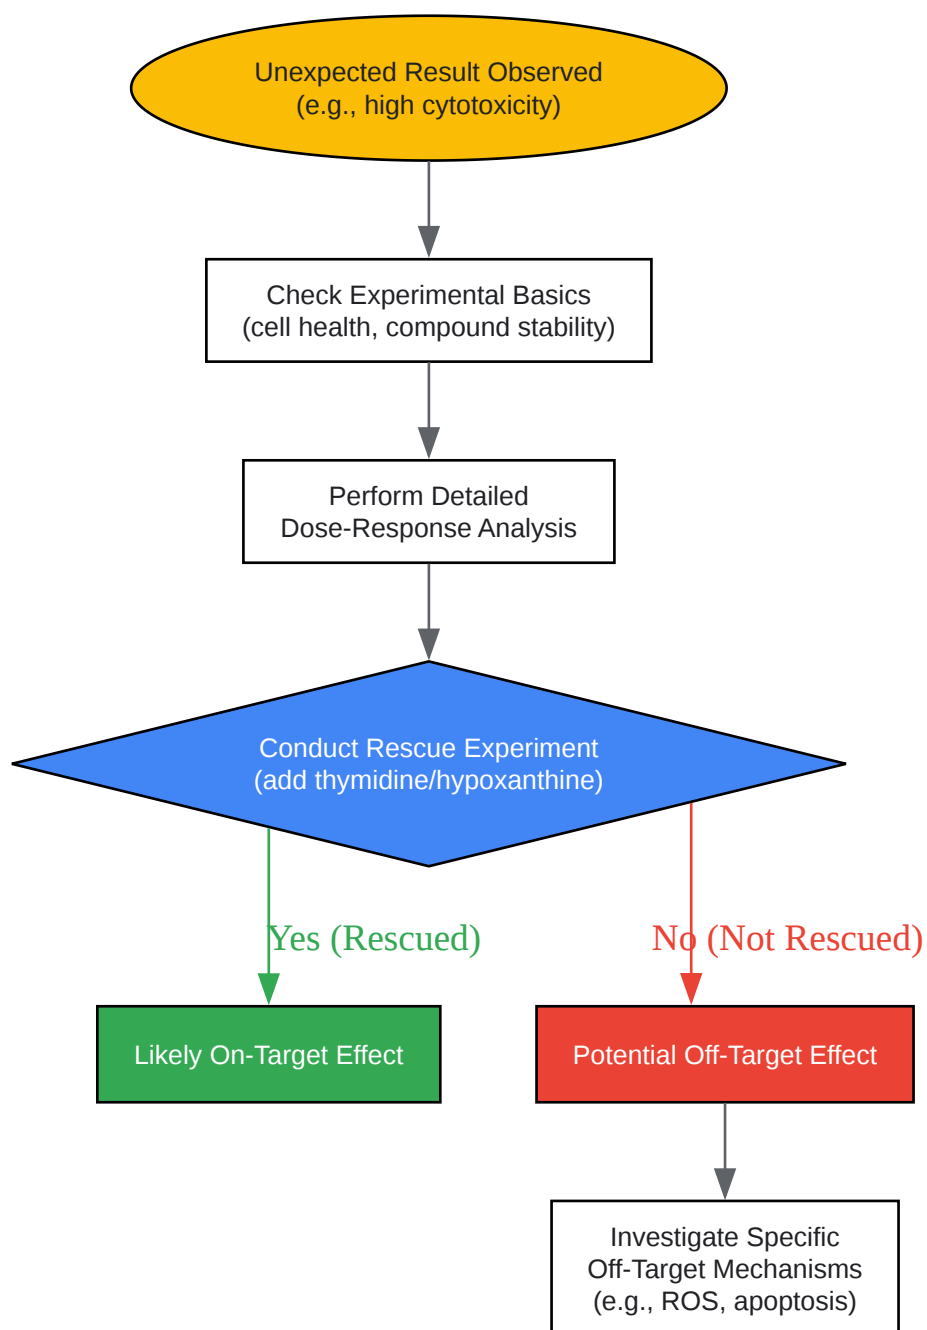 Unexpected Result Observed
(e.g., high cytotoxicity)
Check Experimental Basics
(cell health, compound stability)
Perform Detailed
Dose-Response Analysis
Conduct Rescue Experiment
(add thymidine/hypoxanthine)
Yes (Rescued)
No (Not Rescued)
Likely On-Target Effect
Potential Off-Target Effect
Investigate Specific
Off-Target Mechanisms
(e.g., ROS, apoptosis)